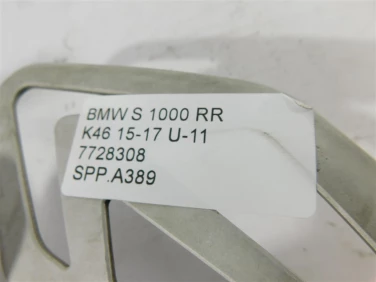 BMW S 1000 RR
K46 15-17 U-11
7728308
SPP.A389